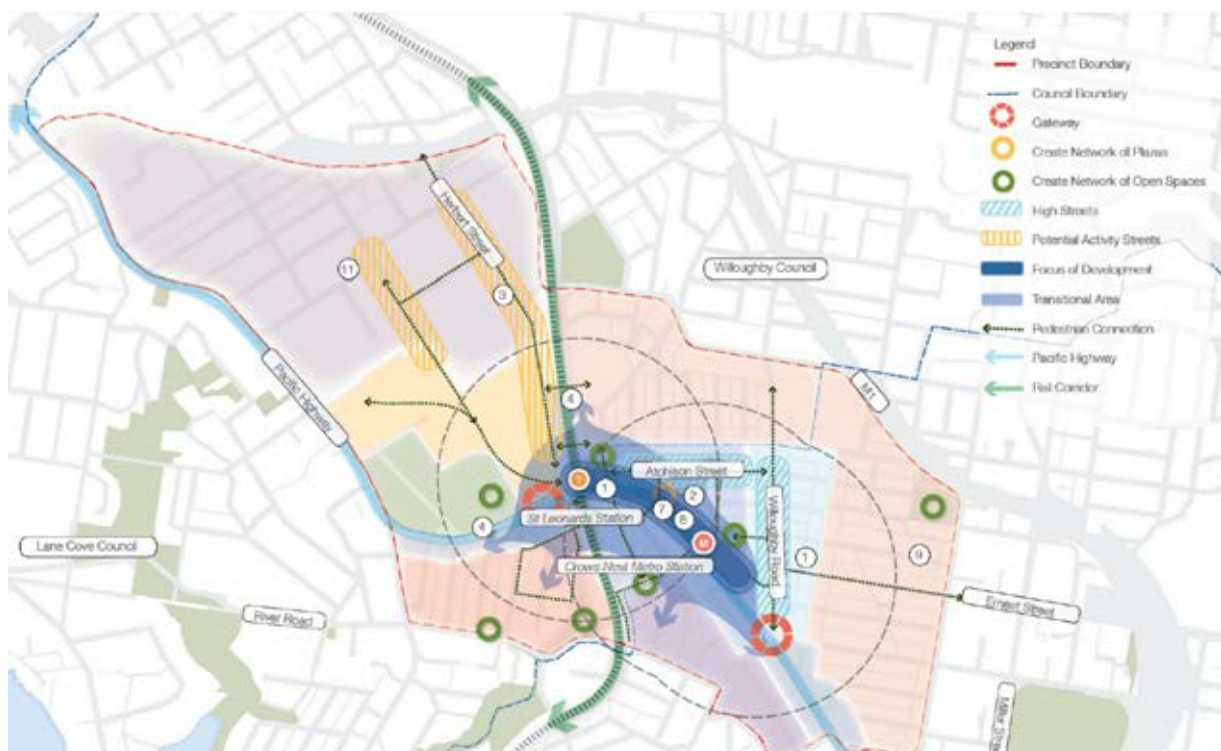 Legend
Precinct Boundary
Council Boundary
Gateway
Create Network of Plazas
Create Network of Open Spaces
High Streets
Potential Activity Streets
Focus of Development
Transitional Area
Pedestrian Connection
Pacific Highway
Rail Corridor
Herbert Street
11
3
Willoughby Council
Pacific Highway
M1
4
Atchison Street
T
1
2
7
8
St Leonards Station
4
M
Lane Cove Council
Crows Nest Metro Station
Willoughby Road
1
9
Ernest Street
River Road